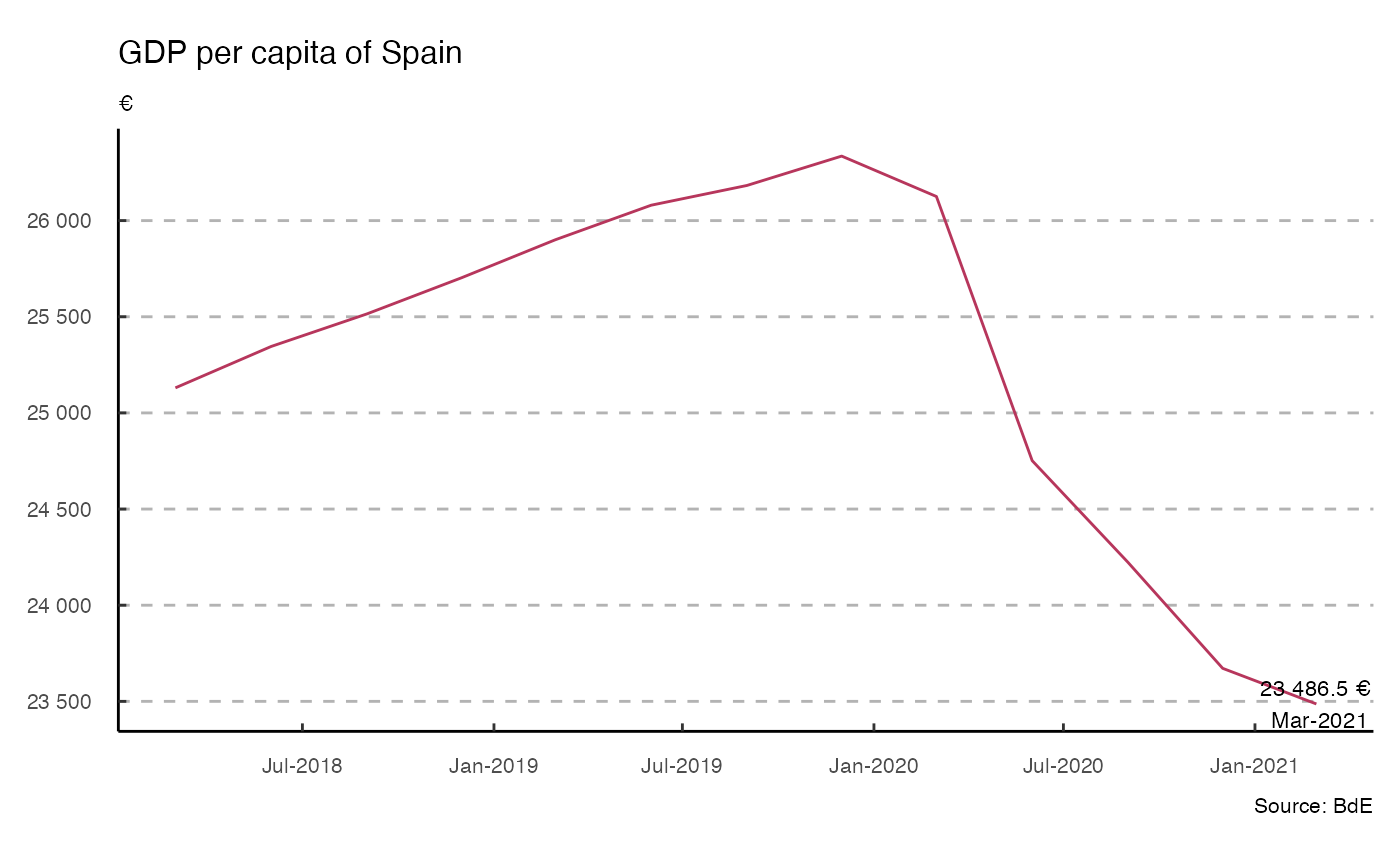 GDP per capita of Spain
€
26 000
25 500
25 000
24 500
24 000
23 500
23 486.5 €
Mar-2021
Jul-2018 Jan-2019 Jul-2019 Jan-2020 Jul-2020 Jan-2021
Source: BdE